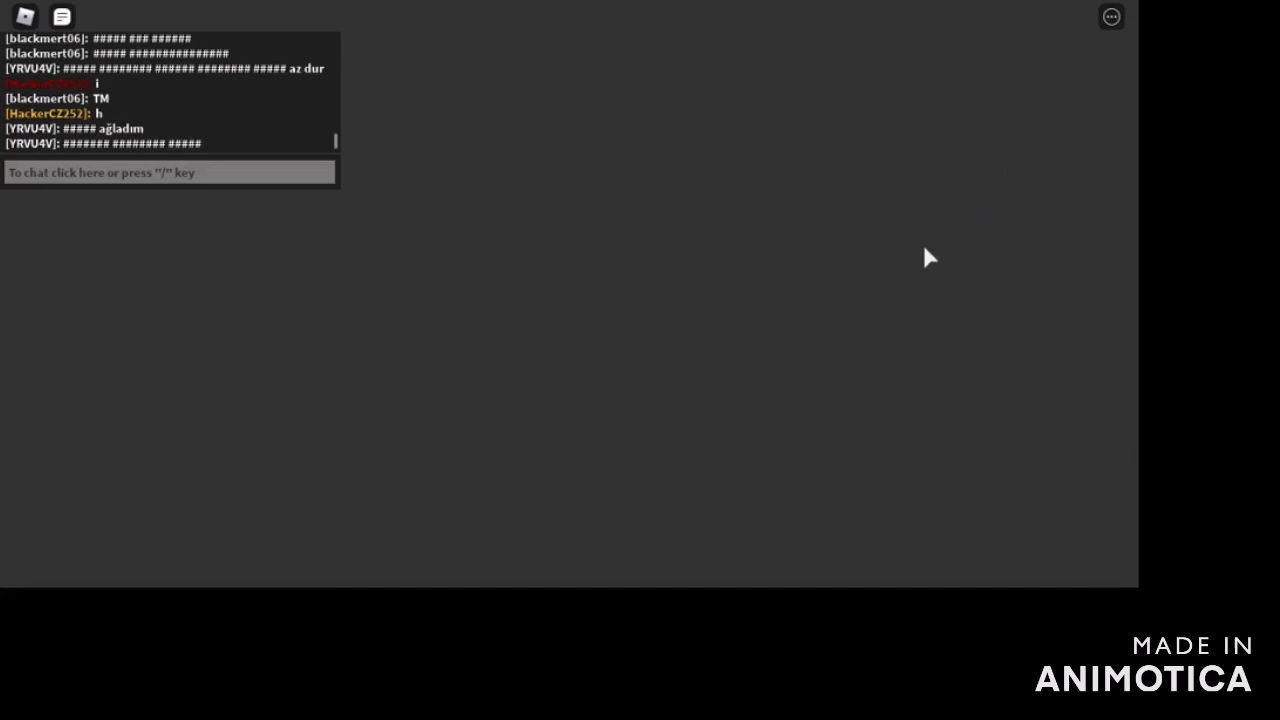 [blackmert06]: ##### ### ######
[blackmert06]: ##### ###############
[YRVU4V]: ##### ######## ###### ######## ##### az dur
i
[blackmert06]: TM
[HackerCZ252]: h
[YRVU4V]: ##### ağladım
[YRVU4V]: ####### ######## #####
To chat click here or press "/" key
MADE IN
ANIMOTICA